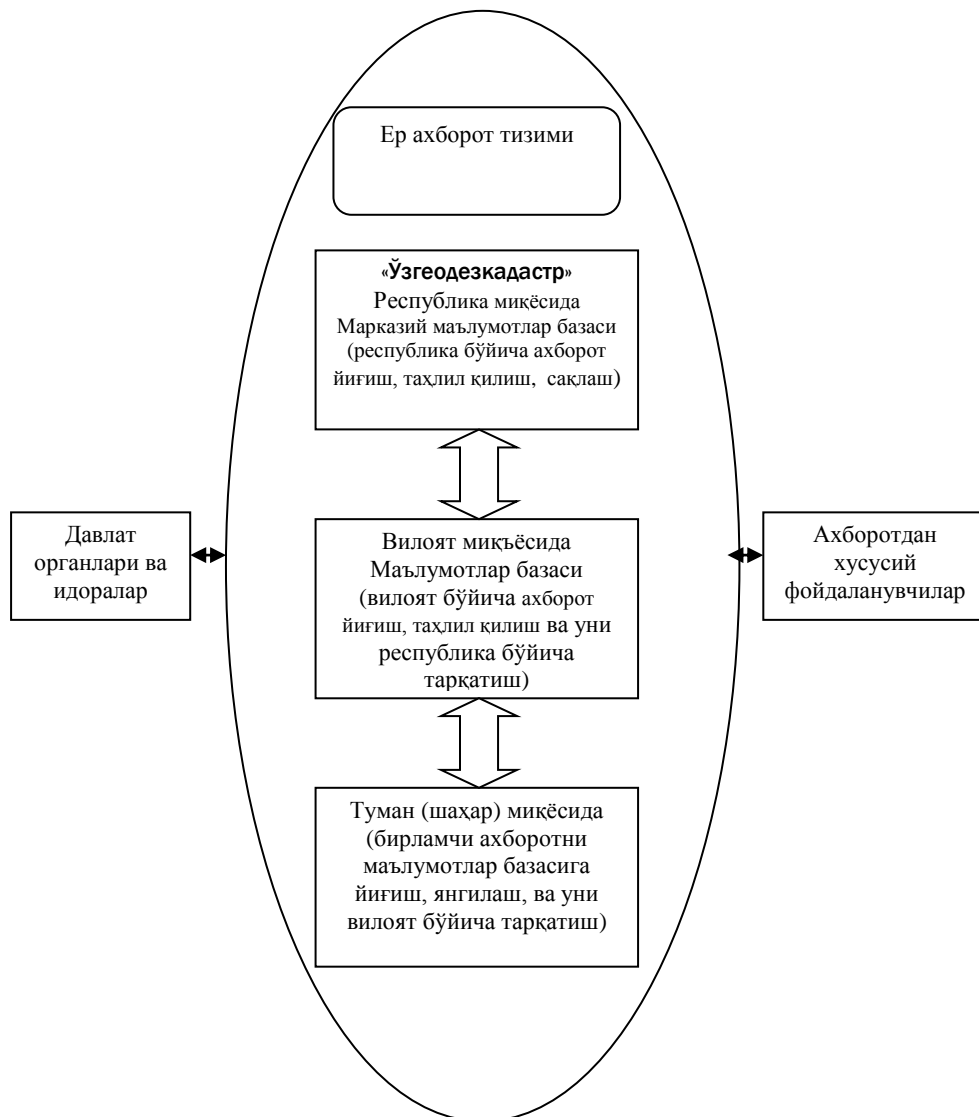 Ер ахборот тизими
«Ўзгеодезкадастр»
Республика миқёсида
Марказий маълумотлар базаси
(республика бўйича ахборот
йиғиш, таҳлил қилиш, сақлаш)
Давлат
органлари ва
идоралар
Вилоят миқъёсида
Маълумотлар базаси
(вилоят бўйича ахборот
йиғиш, таҳлил қилиш ва уни
республика бўйича
тарқатиш)
Ахборотдан
хусусий
фойдаланувчилар
Туман (шаҳар) миқёсида
(бирламчи ахборотни
маълумотлар базасига
йиғиш, янгилаш, ва уни
вилоят бўйича тарқатиш)